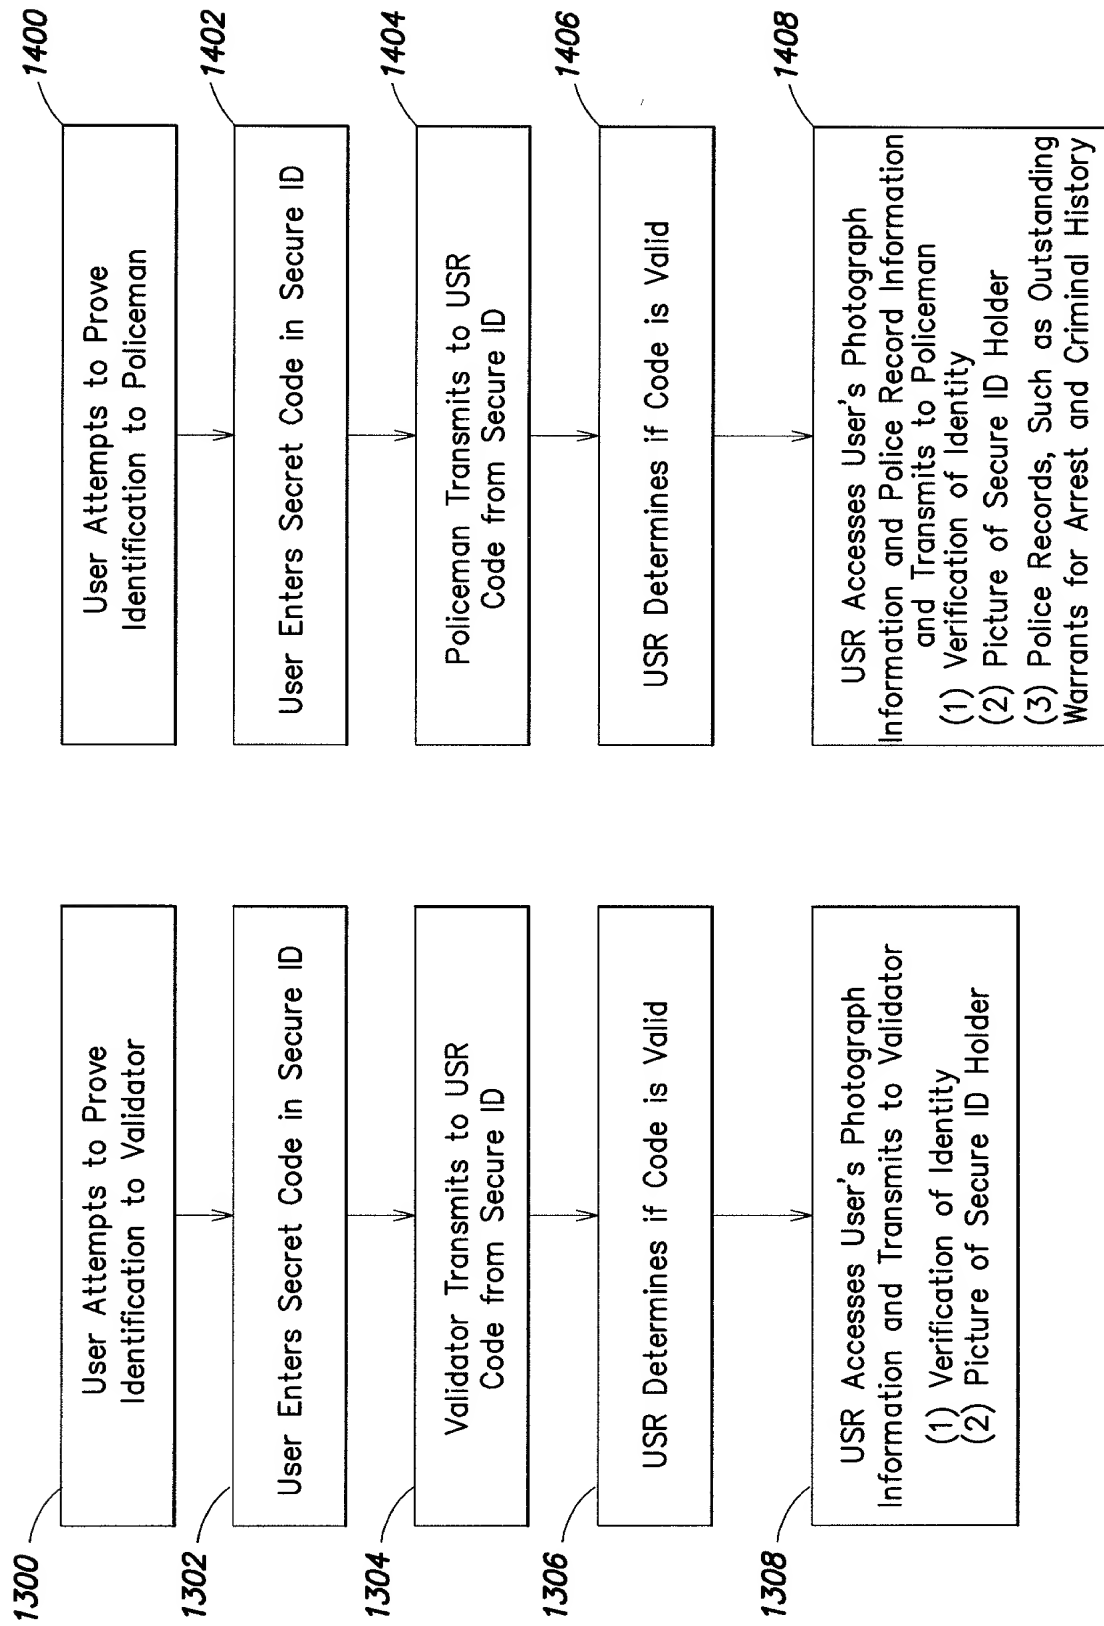 1300
User Attempts to Prove
Identification to Validator
1302
User Enters Secret Code in Secure ID
1304
Validator Transmits to USR
Code from Secure ID
1306
USR Determines if Code is Valid
1308
USR Accesses User's Photograph
Information and Transmits to Validator
(1) Verification of Identity
(2) Picture of Secure ID Holder
1400
User Attempts to Prove
Identification to Policeman
1402
User Enters Secret Code in Secure ID
1404
Policeman Transmits to USR
Code from Secure ID
1406
USR Determines if Code is Valid
1408
USR Accesses User's Photograph
Information and Police Record Information
and Transmits to Policeman
(1) Verification of Identity
(2) Picture of Secure ID Holder
(3) Police Records, Such as Outstanding
Warrants for Arrest and Criminal History